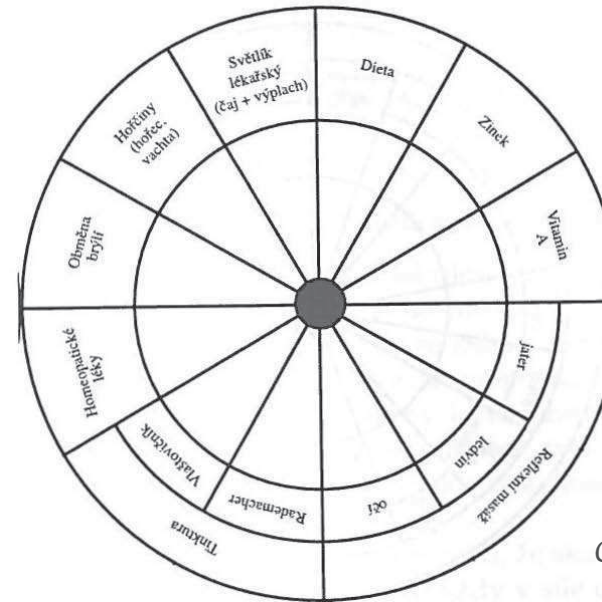 Světlík
lékařský
(čaj + výplach)
Dieta
Zinek
Vitamin
A
jater
ledvin
očí
Reflexní masáž
Rademacher
Vlaštovičník
Tinktura
Homeopatické
léky
Obměna
brýlí
Hořčiny
(hořec,
vachta)